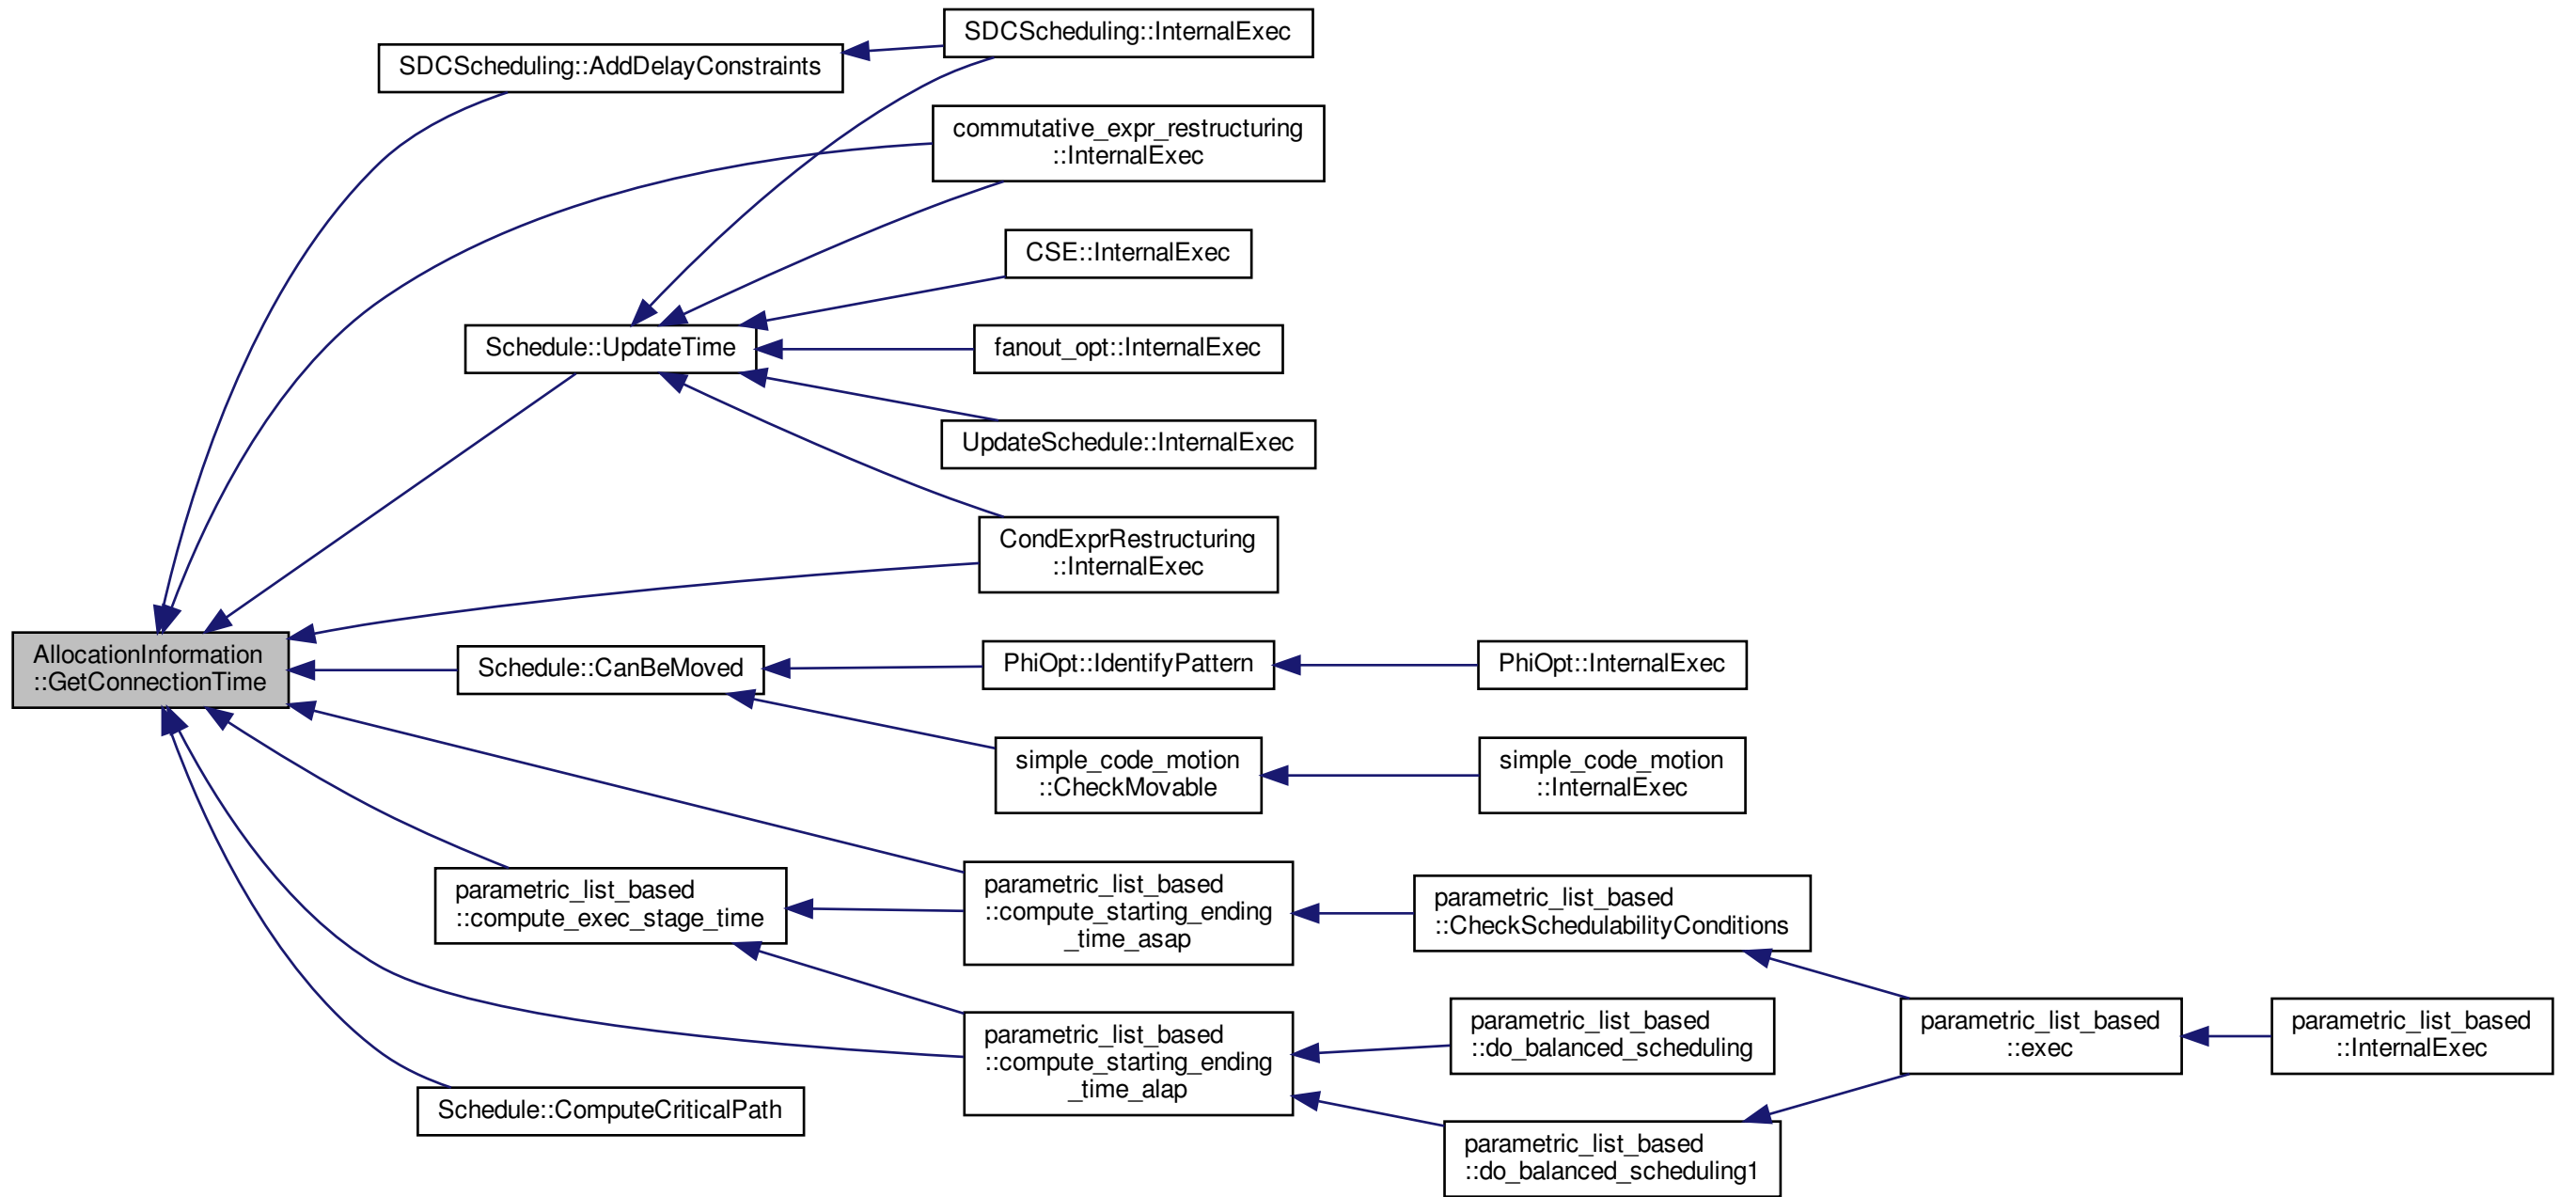 SDCScheduling::InternalExec
SDCScheduling::AddDelayConstraints
commutative_expr_restructuring
::InternalExec
CSE::InternalExec
Schedule::UpdateTime
fanout_opt::InternalExec
UpdateSchedule::InternalExec
CondExprRestructuring
::InternalExec
AllocationInformation
::GetConnectionTime
Schedule::CanBeMoved
PhiOpt::IdentifyPattern
PhiOpt::InternalExec
simple_code_motion
::CheckMovable
simple_code_motion
::InternalExec
parametric_list_based
::compute_exec_stage_time
parametric_list_based
::compute_starting_ending
_time_asap
parametric_list_based
::CheckSchedulabilityConditions
parametric_list_based
::compute_starting_ending
_time_alap
parametric_list_based
::do_balanced_scheduling
parametric_list_based
::exec
parametric_list_based
::InternalExec
Schedule::ComputeCriticalPath
parametric_list_based
::do_balanced_scheduling1